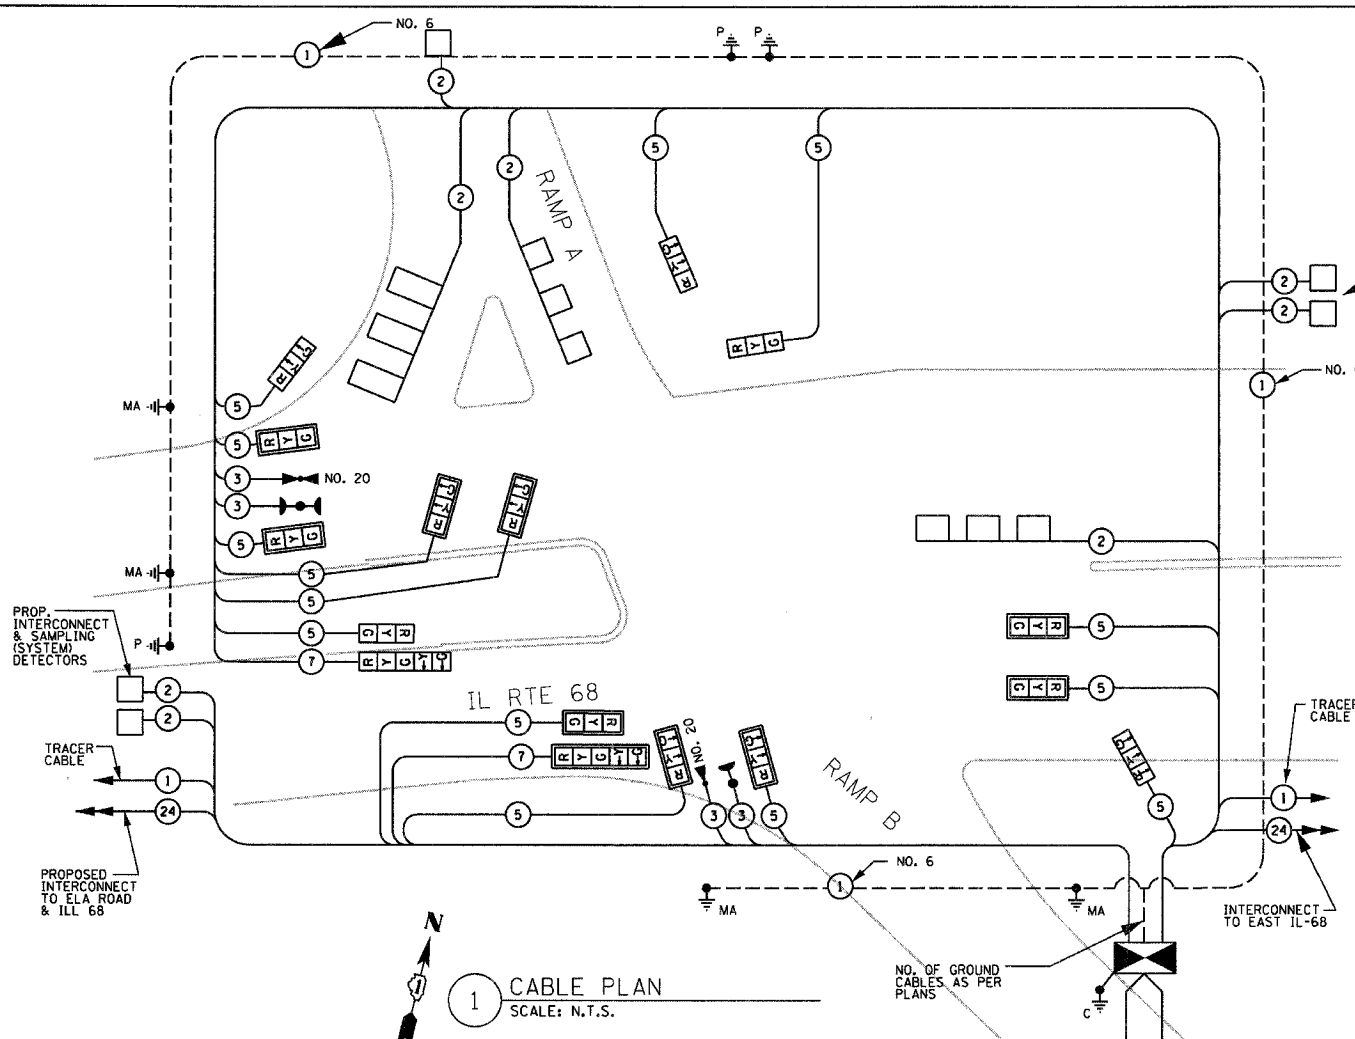 NO. 6
1
2
P
P
2
2
5
5
RAMP A
2
2
R Y G
R Y G
1
NO.
R Y G
5
MA
5
R Y G
3
NO. 20
3
5
R Y G
R Y G
R Y G
2
MA
5
5
5
R Y G
5
R Y G
P
7
R Y G Y G
PROP.
INTERCONNECT
& SAMPLING
(SYSTEM)
DETECTORS
2
2
IL RTE 68
5
R Y G
R Y G
5
7
R Y G Y G
R Y G
NO. 20
R Y G
RAMP B
TRACER
CABLE
TRACER
CABLE
1
24
5
3
3
5
5
1
24
PROPOSED
INTERCONNECT
TO ELA ROAD
& ILL 68
1
NO. 6
MA
MA
INTERCONNECT
TO EAST IL-68
NO. OF GROUND
CABLES AS PER
PLANS
C
N
1
CABLE PLAN
SCALE: N.T.S.